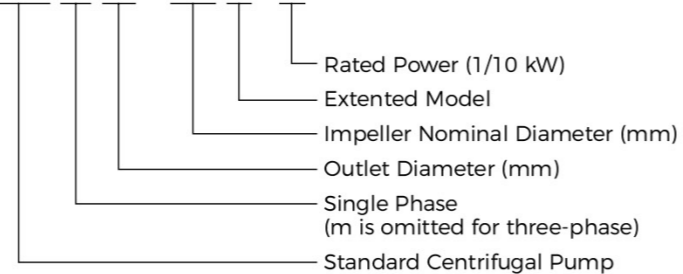 Rated Power (1/10 kW)
Extented Model
Impeller Nominal Diameter (mm)
Outlet Diameter (mm)
Single Phase
(m is omitted for three-phase)
Standard Centrifugal Pump